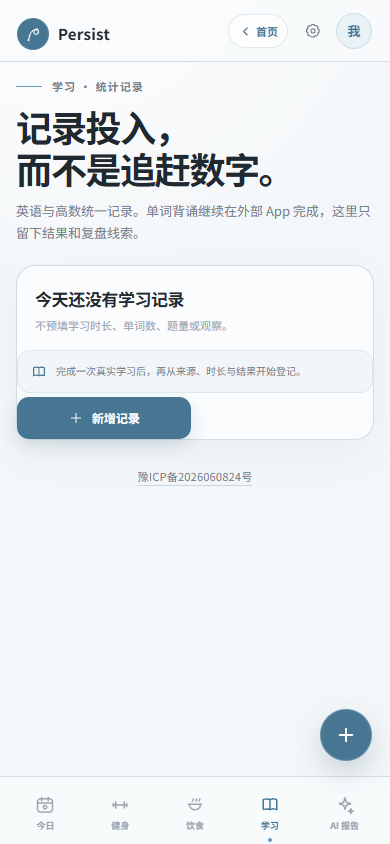 Persist
首页
我
学习 • 统计记录
记录投入，
而不是追赶数字。
英语与高数统一记录。单词背诵继续在外部 App 完成，这里只
留下结果和复盘线索。
今天还没有学习记录
不预填学习时长、单词数、题量或观察。
完成一次真实学习后，再从来源、时长与结果开始登记。
新增记录
豫ICP备2026060824号
今日
健身
饮食
学习
AI 报告